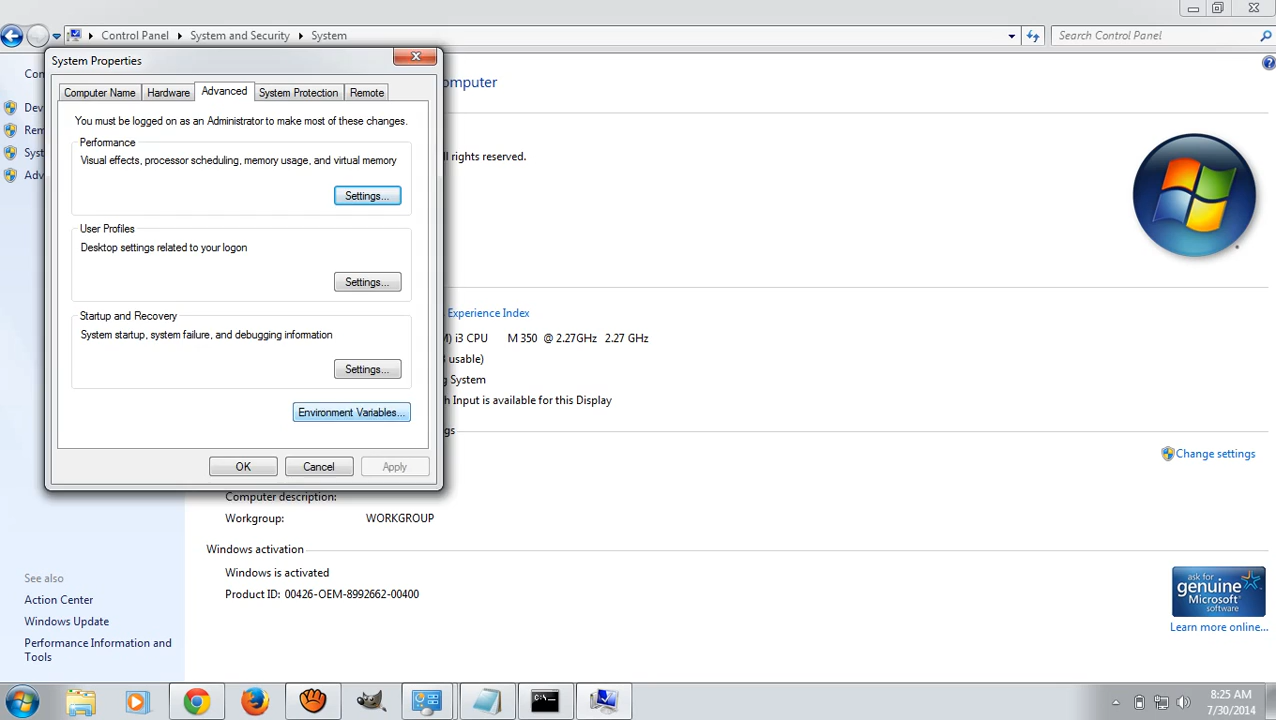 Control Panel System and Security System
Search Control Panel
System Properties
Computer Name Hardware Advanced System Protection Remote
You must be logged on as an Administrator to make most of these changes.
Performance
Visual effects, processor scheduling, memory usage, and virtual memory
Settings...
User Profiles
Desktop settings related to your logon
Settings...
Startup and Recovery
System startup, system failure, and debugging information
Settings...
Environment Variables...
OK Cancel Apply
Con
Dev
Rem
Syst
Adv
omputer
ll rights reserved.
Experience Index
M) i3 CPU M 350 @ 2.27GHz 2.27 GHz
usable)
g System
h Input is available for this Display
gs
Change settings
Computer description:
Workgroup: WORKGROUP
Windows activation
Windows is activated
Product ID: 00426-OEM-8992662-00400
ask for
genuine
Microsoft
software
Learn more online...
See also
Action Center
Windows Update
Performance Information and
Tools
C:\
8:25 AM
7/30/2014